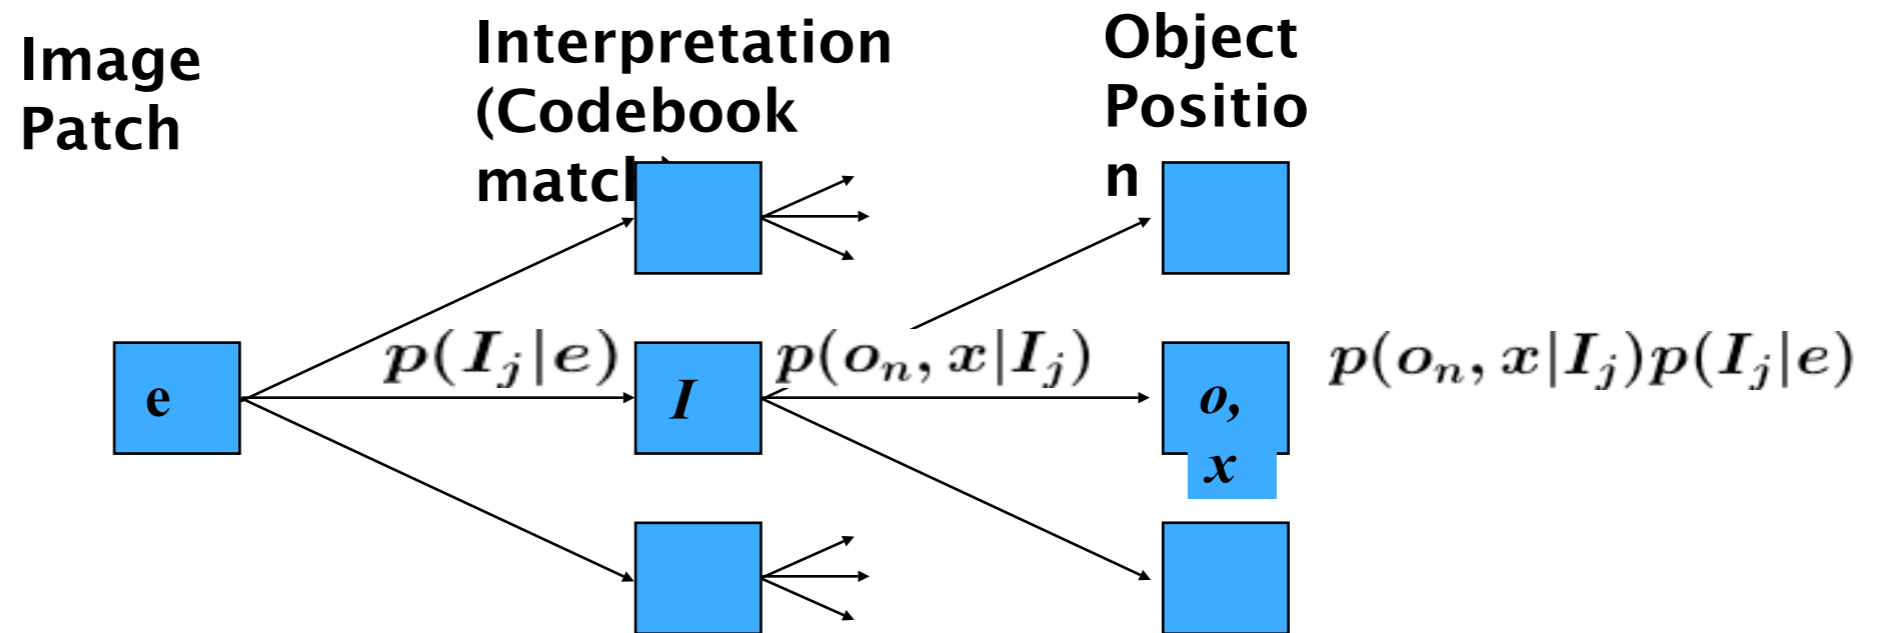 Image
Patch
Interpretation
(Codebook
match)
Object
Positio
n
p(I_j|e)
p(o_n, x|I_j)
p(o_n, x|I_j)p(I_j|e)
e
I
o,
x